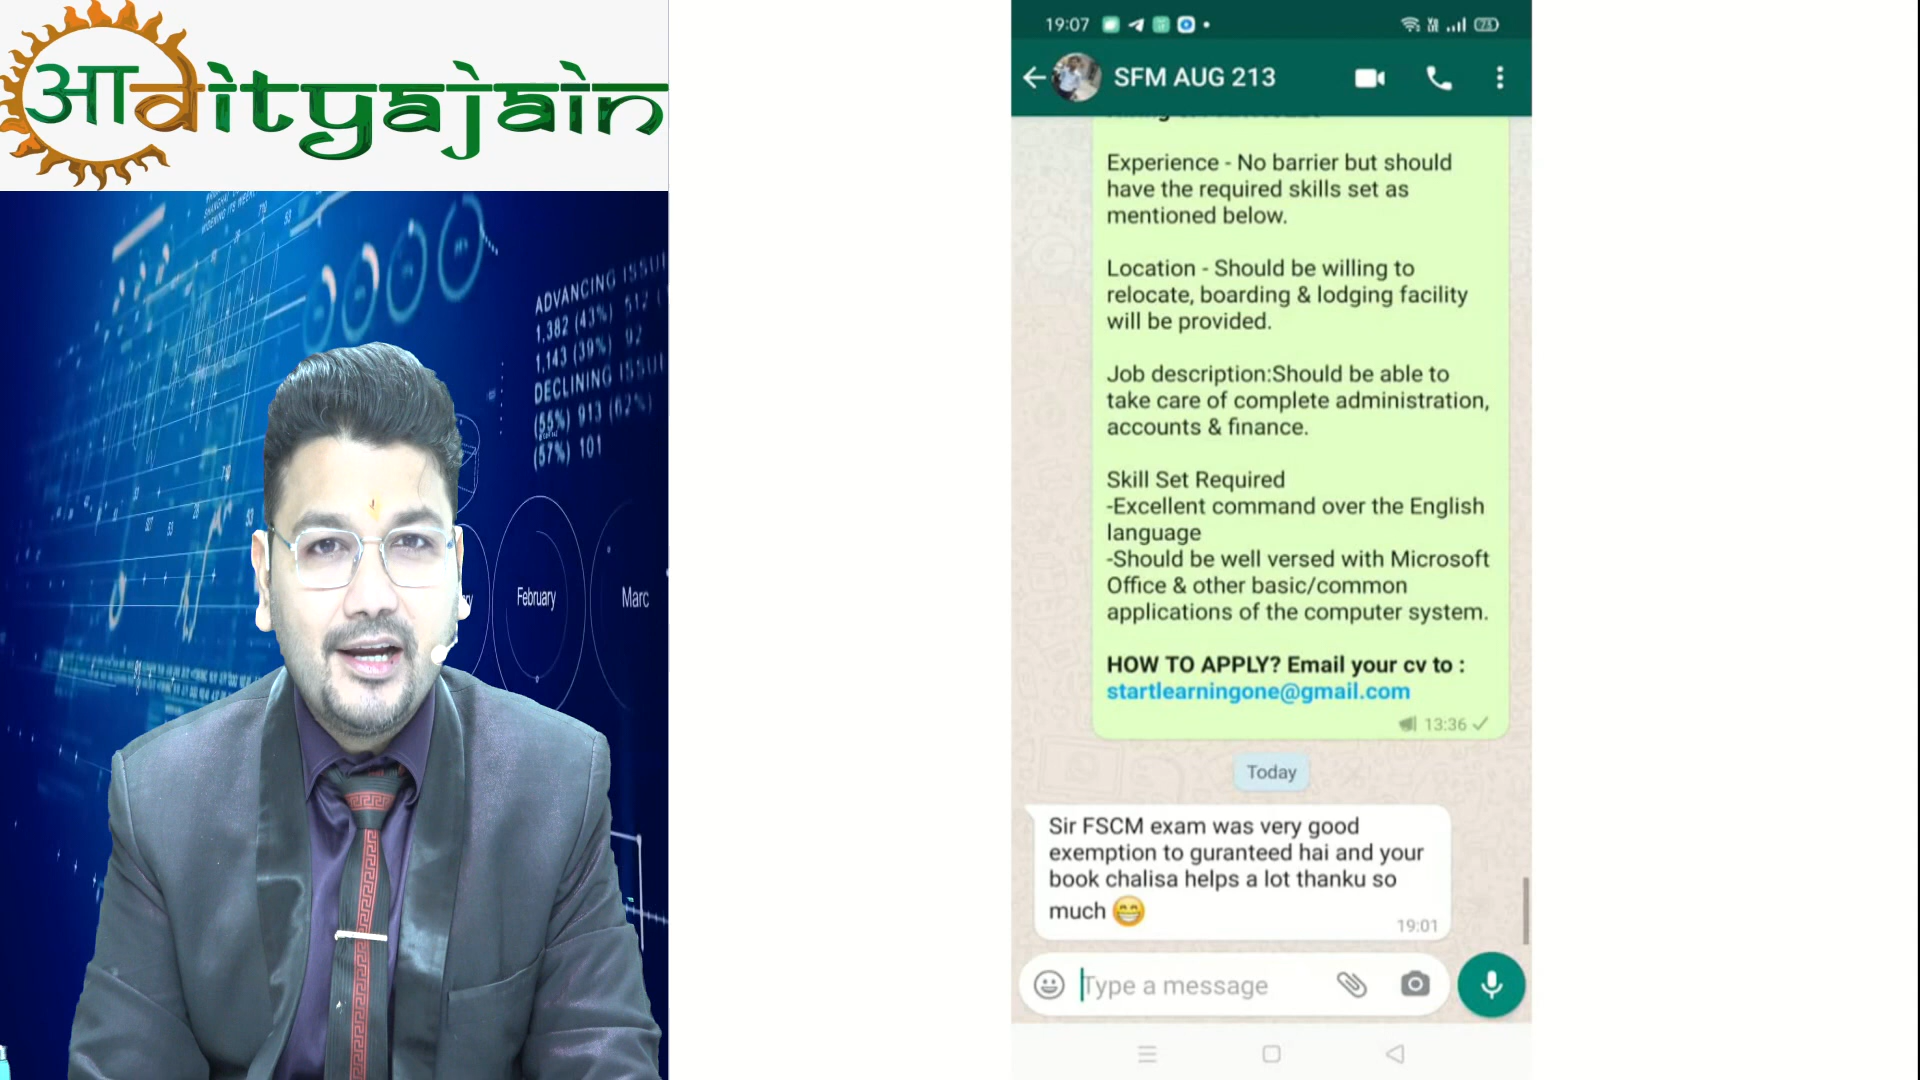 आdityajain
ADVANCING ISSU
1,382 (43%) 512
1,143 (39%) 92
DECLINING ISSUI
(55%) 913 (62%)
(57%) 101
February
Marc
19:07
SFM AUG 213
Experience - No barrier but should
have the required skills set as
mentioned below.
Location - Should be willing to
relocate, boarding & lodging facility
will be provided.
Job description:Should be able to
take care of complete administration,
accounts & finance.
Skill Set Required
-Excellent command over the English
language
-Should be well versed with Microsoft
Office & other basic/common
applications of the computer system.
HOW TO APPLY? Email your cv to :
startlearningone@gmail.com
13:36
Today
Sir FSCM exam was very good
exemption to guranteed hai and your
book chalisa helps a lot thanku so
much 😁
19:01
Type a message